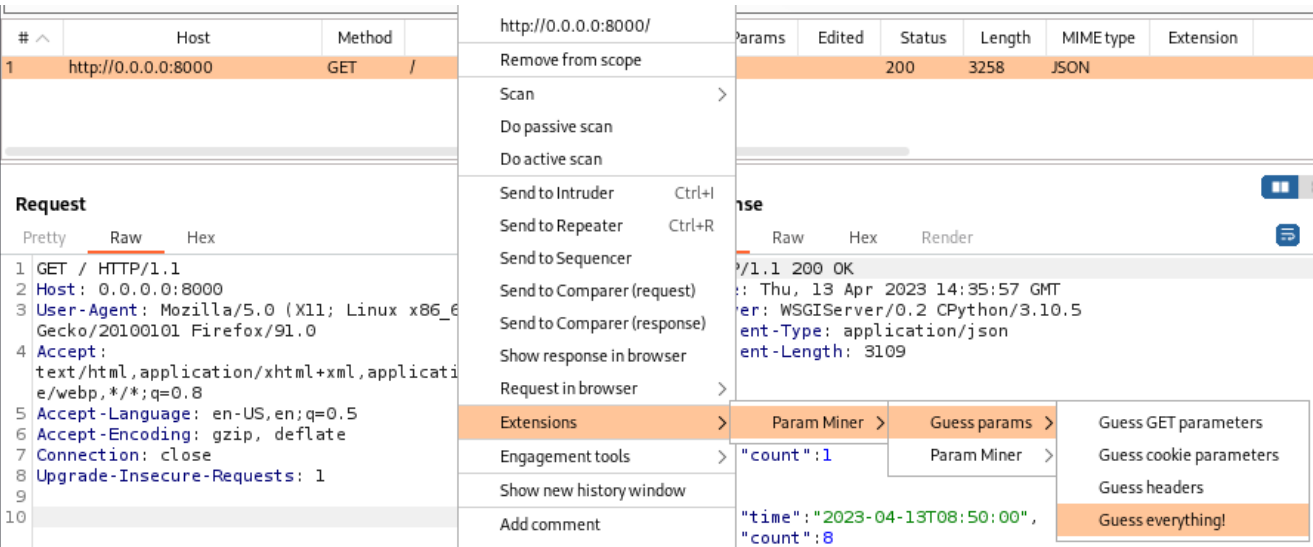 http://0.0.0.0:8000/
# Host Method Params Edited Status Length MIME type Extension
1 http://0.0.0.0:8000 GET / 200 3258 JSON
Remove from scope
Scan
Do passive scan
Do active scan
Send to Intruder Ctrl+I
Send to Repeater Ctrl+R
Send to Sequencer
Send to Comparer (request)
Send to Comparer (response)
Show response in browser
Request in browser
Extensions
Engagement tools
Show new history window
Add comment
Param Miner
Guess params
Param Miner
Guess GET parameters
Guess cookie parameters
Guess headers
Guess everything!
Request
Pretty Raw Hex
1 GET / HTTP/1.1
2 Host: 0.0.0.0:8000
3 User-Agent: Mozilla/5.0 (X11; Linux x86_6
Gecko/20100101 Firefox/91.0
4 Accept:
text/html,application/xhtml+xml,applicati
e/webp,*/*;q=0.8
5 Accept-Language: en-US,en;q=0.5
6 Accept-Encoding: gzip, deflate
7 Connection: close
8 Upgrade-Insecure-Requests: 1
9
10
nse
Raw Hex Render
P/1.1 200 OK
e: Thu, 13 Apr 2023 14:35:57 GMT
ver: WSGIServer/0.2 CPython/3.10.5
ent-Type: application/json
ent-Length: 3109
"count":1
"time":"2023-04-13T08:50:00",
"count":8